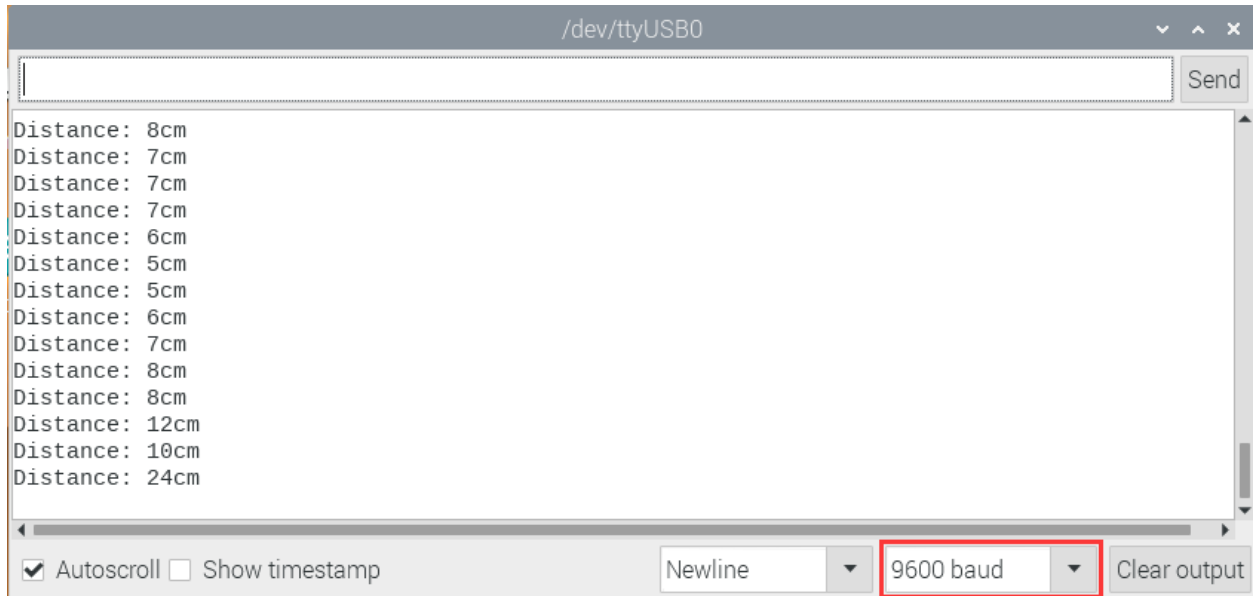 /dev/ttyUSB0
Send
Distance: 8cm
Distance: 7cm
Distance: 7cm
Distance: 7cm
Distance: 6cm
Distance: 5cm
Distance: 5cm
Distance: 6cm
Distance: 7cm
Distance: 8cm
Distance: 8cm
Distance: 12cm
Distance: 10cm
Distance: 24cm
Autoscroll Show timestamp Newline 9600 baud Clear output